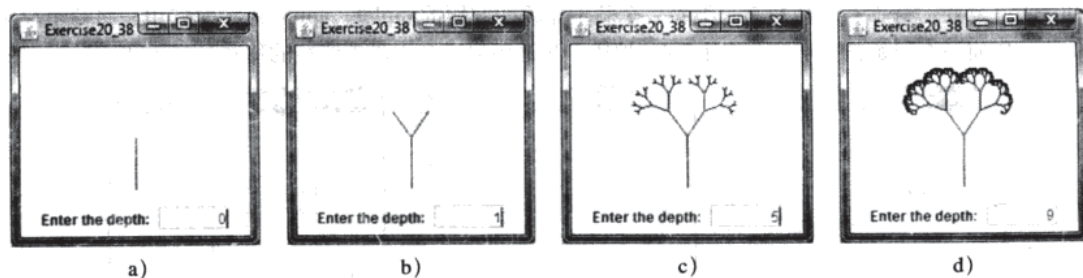 Exercise20_38
Exercise20_38
Exercise20_38
Exercise20_38
Enter the depth: 0
Enter the depth: 1
Enter the depth: 5
Enter the depth: 9
a)
b)
c)
d)